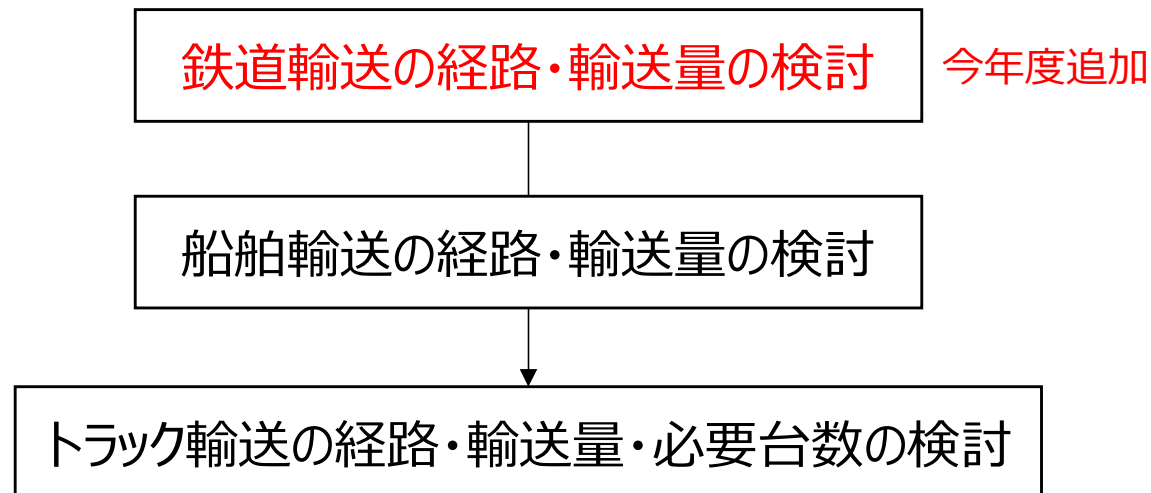 鉄道輸送の経路・輸送量の検討
今年度追加
船舶輸送の経路・輸送量の検討
トラック輸送の経路・輸送量・必要台数の検討